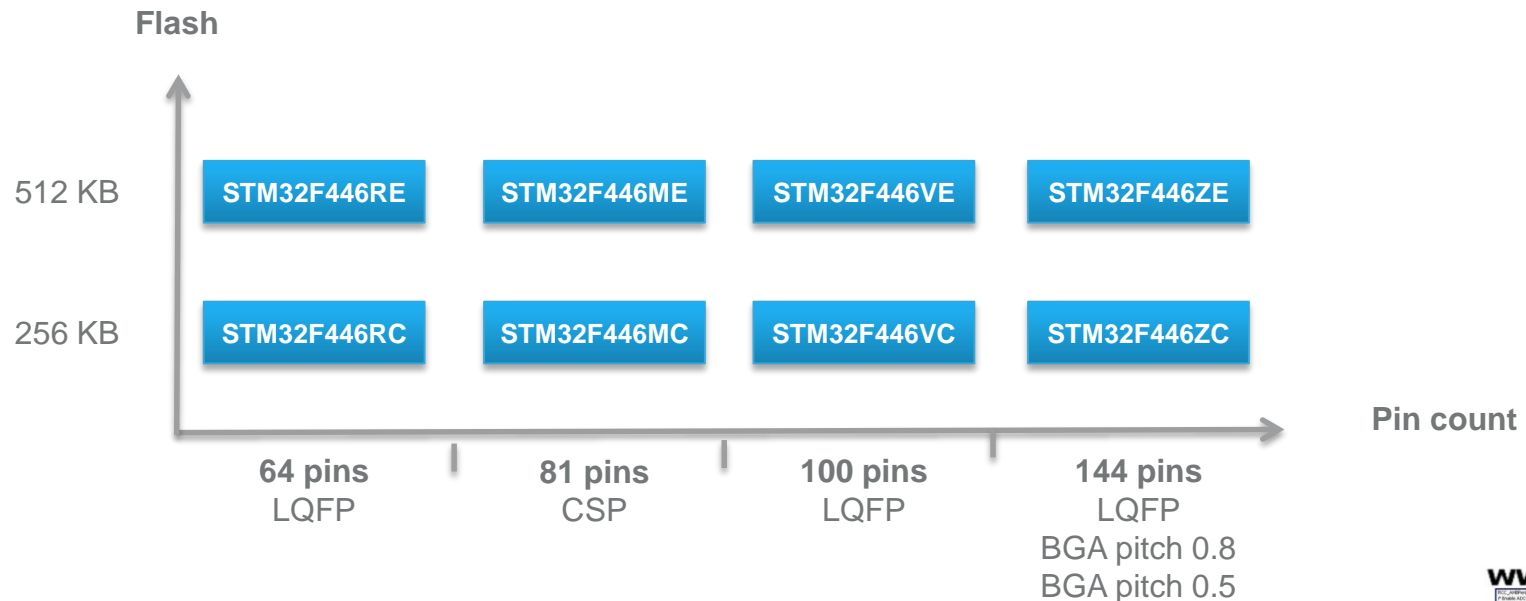 Flash
512 KB
STM32F446RE STM32F446ME STM32F446VE STM32F446ZE
256 KB
STM32F446RC STM32F446MC STM32F446VC STM32F446ZC
Pin count
64 pins 81 pins 100 pins 144 pins
LQFP CSP LQFP LQFP
BGA pitch 0.8
BGA pitch 0.5